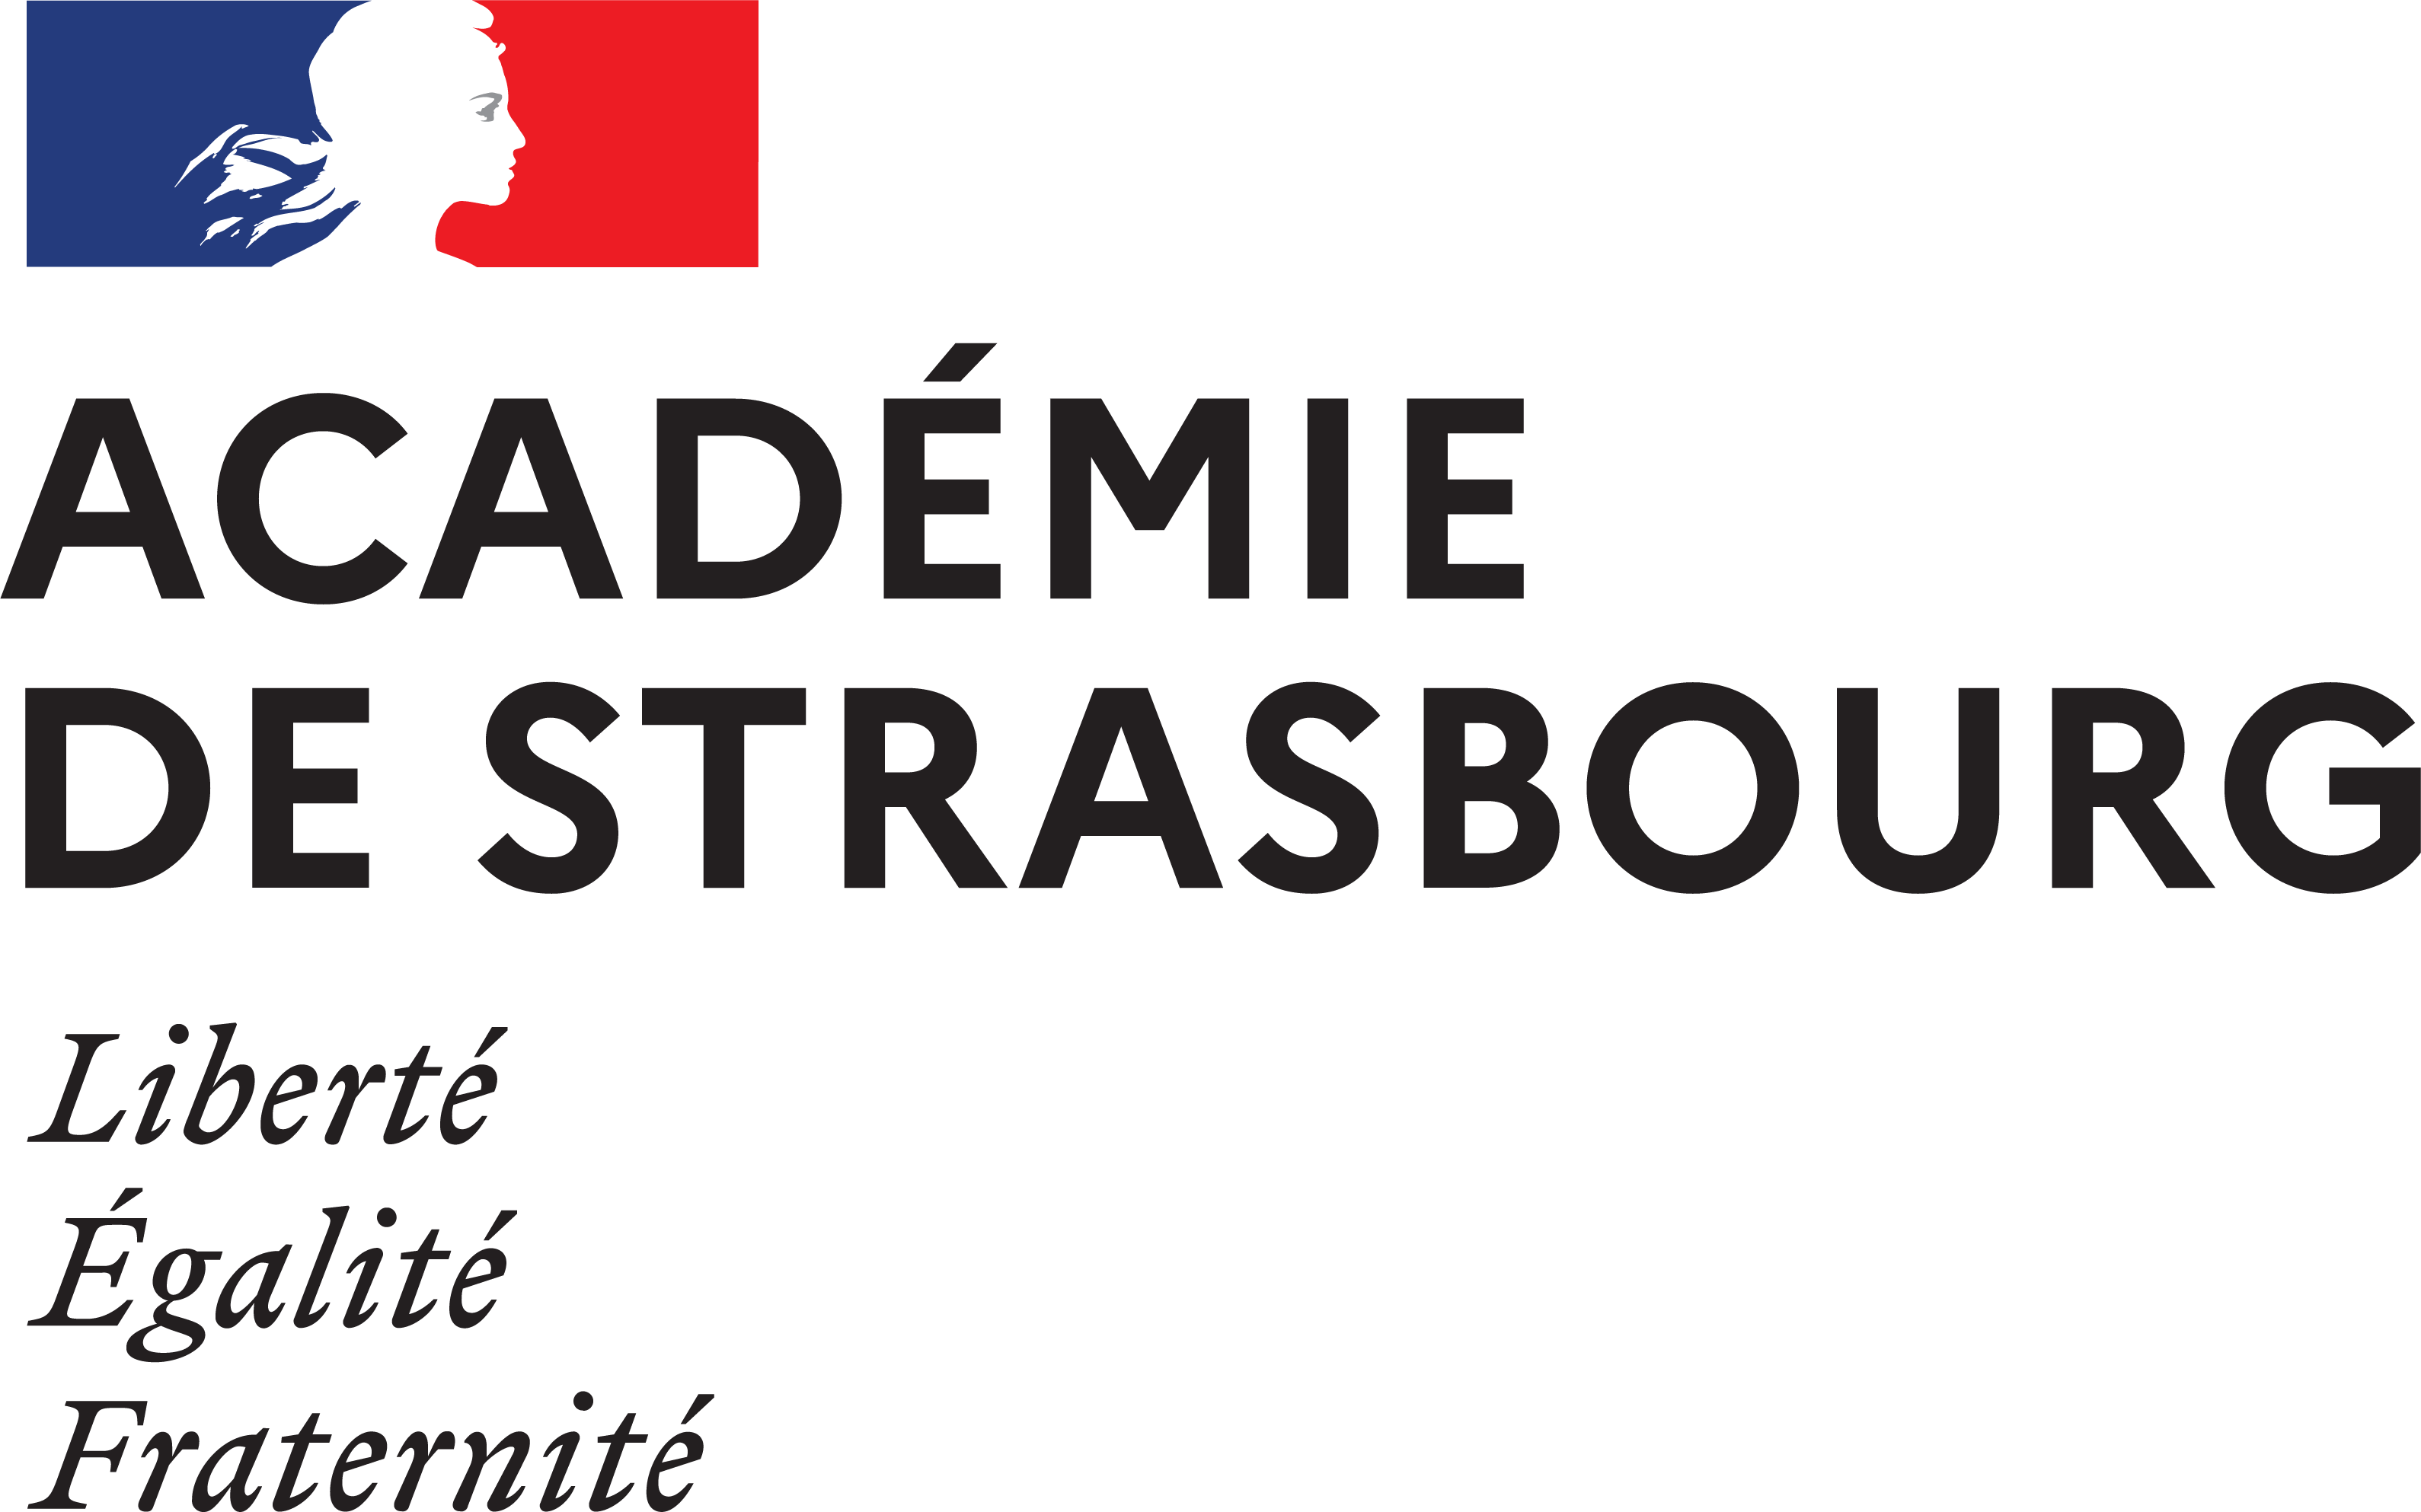 ACADÉMIE
DE STRASBOURG
Liberté
Égalité
Fraternité